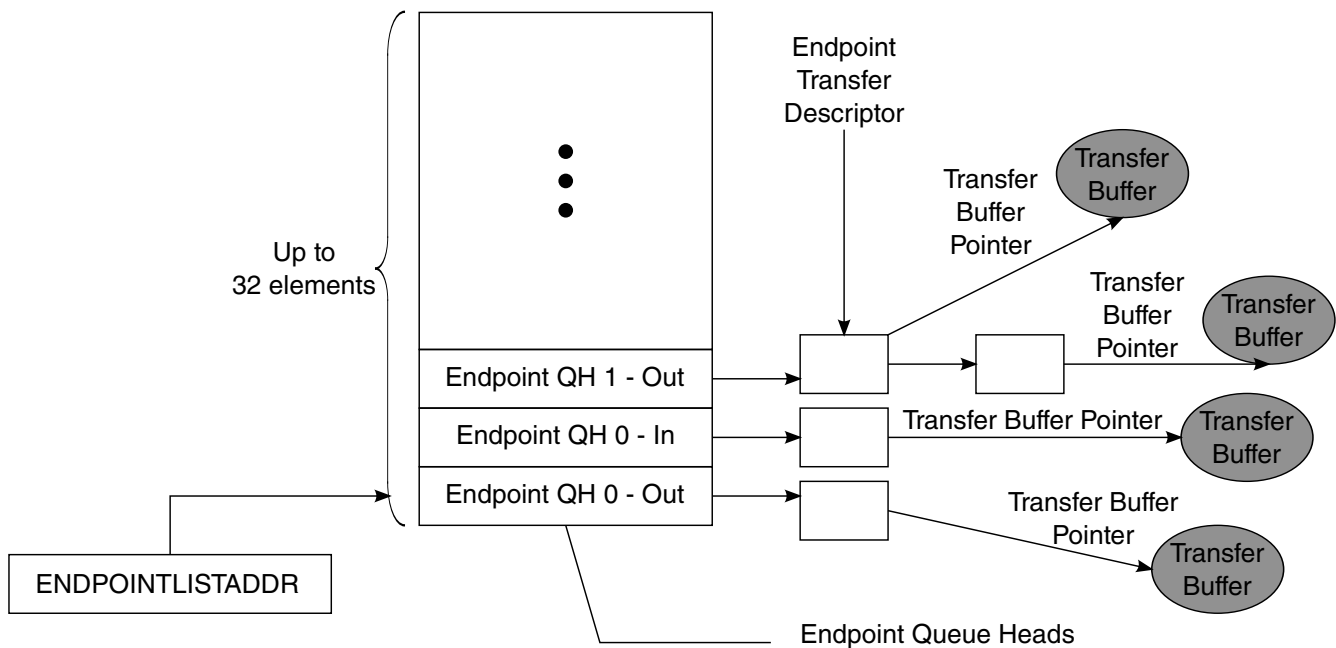 Endpoint
Transfer
Descriptor
Transfer
Buffer
Transfer
Buffer
Pointer
Up to
32 elements
Transfer
Buffer
Pointer
Transfer
Buffer
Endpoint QH 1 - Out
Endpoint QH 0 - In
Transfer Buffer Pointer
Transfer
Buffer
Endpoint QH 0 - Out
Transfer Buffer
Pointer
Transfer
Buffer
ENDPOINTLISTADDR
Endpoint Queue Heads